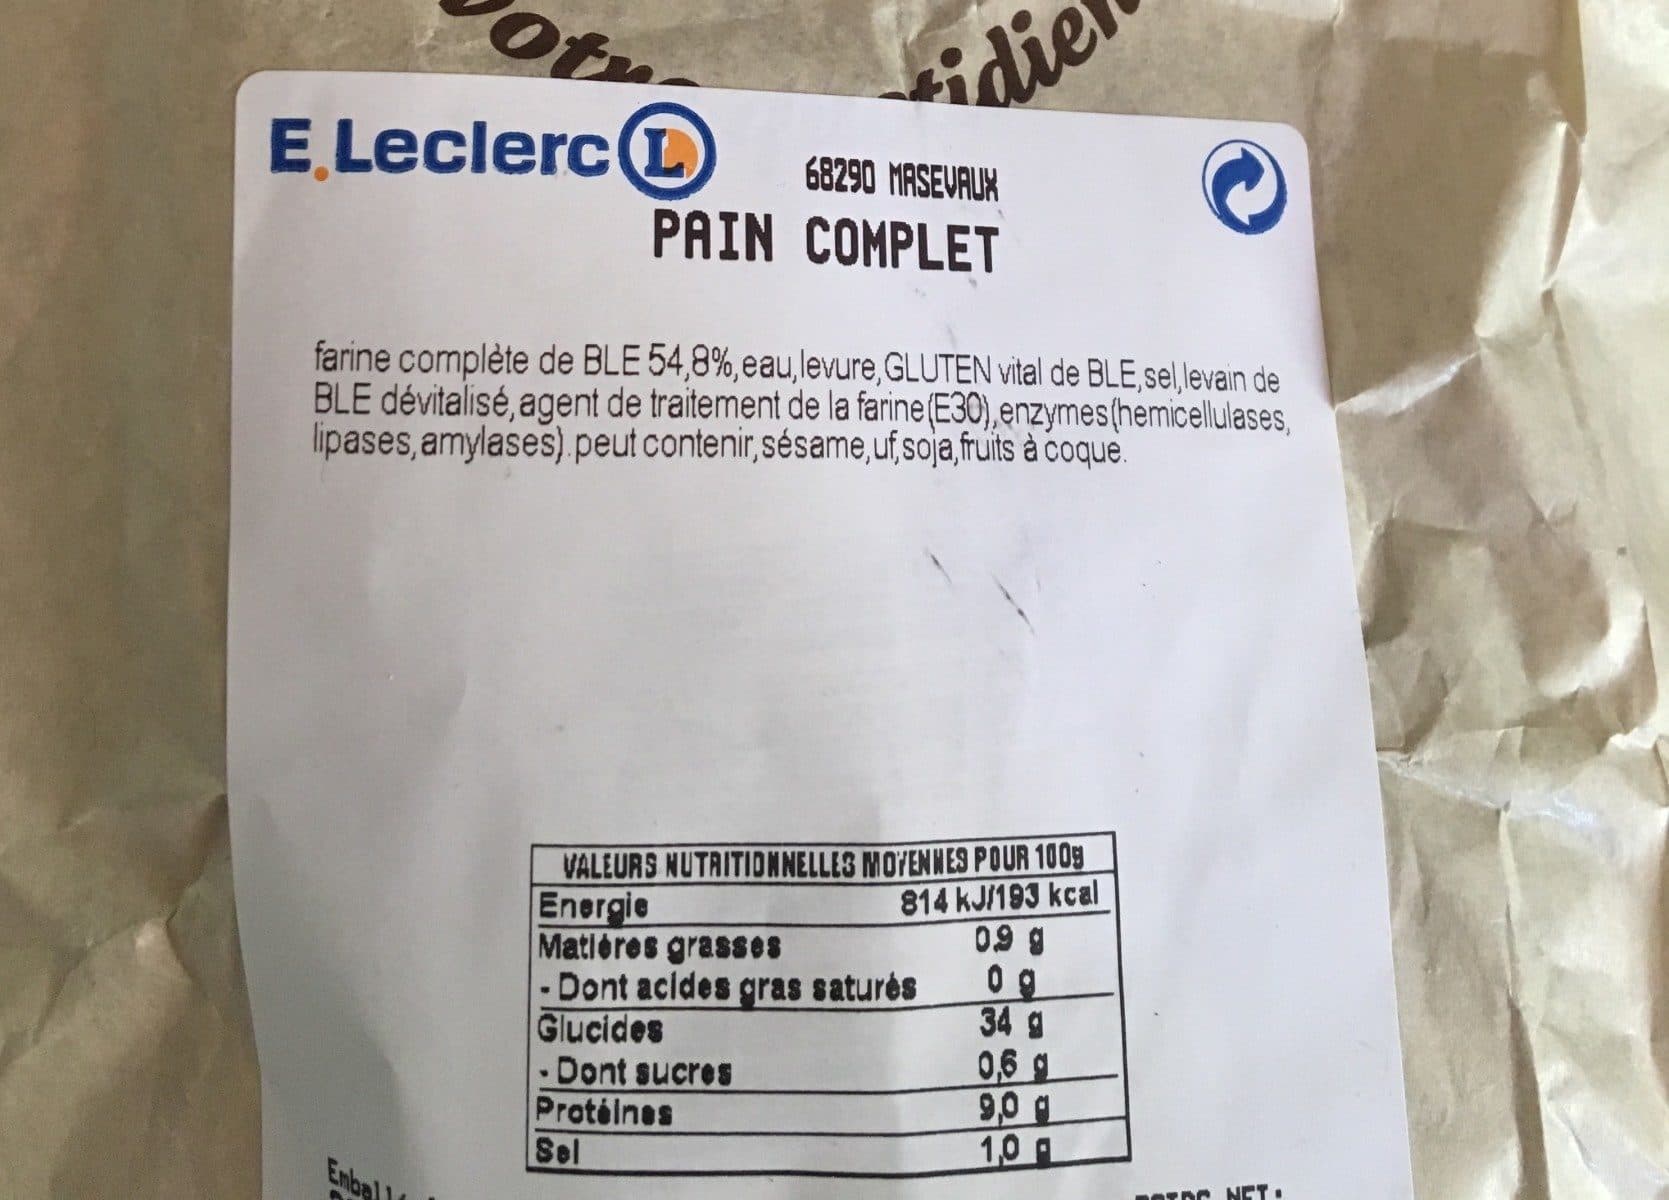 E.Leclerc L
68290 MASEVAUX
PAIN COMPLET
farine complète de BLE 54,8%,eau,levure,GLUTEN vital de BLE,sel,levain de
BLE dévitalisé,agent de traitement de la farine(E30),enzymes(hemicellulases,
lipases,amylases).peut contenir,sésame,uf,soja,fruits à coque.
VALEURS NUTRITIONNELLES MOYENNES POUR 100g
Energie 814 kJ/193 kcal
Matières grasses 0,9 g
- Dont acides gras saturés 0 g
Glucides 34 g
- Dont sucres 0,6 g
Protéines 9,0 g
Sel 1,0 g
NET: